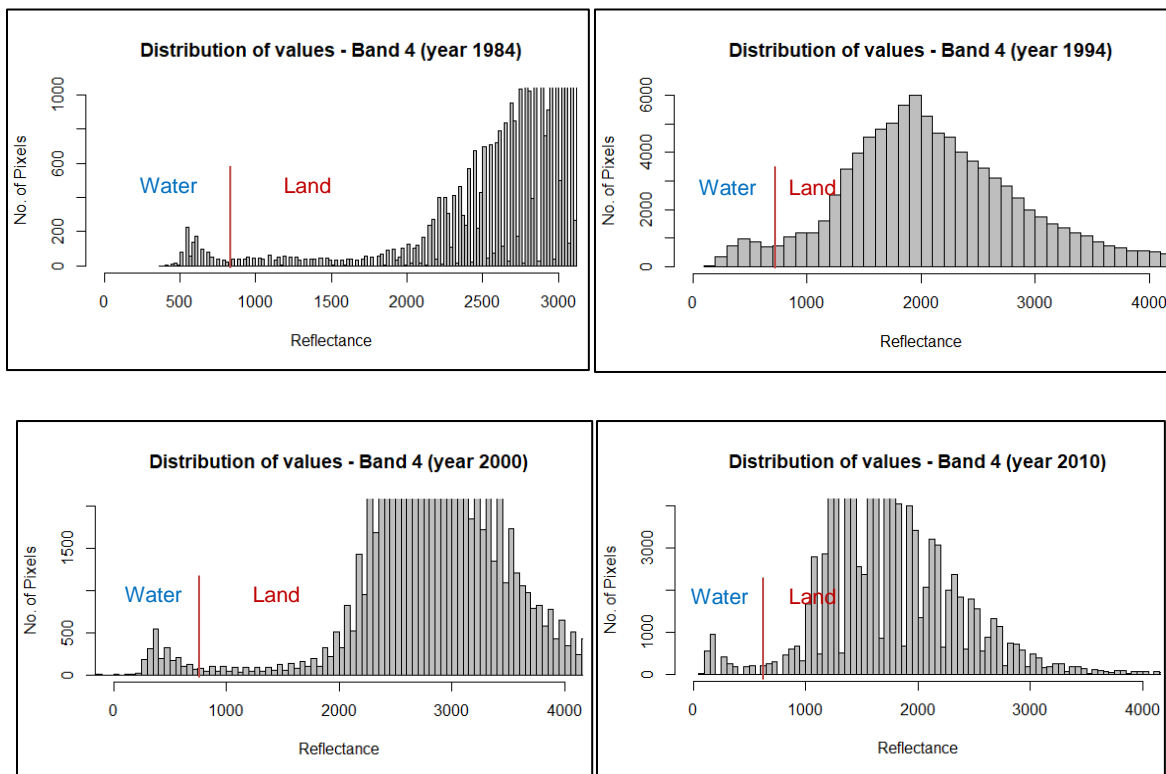 Distribution of values - Band 4 (year 1984)
No. of Pixels
1000
600
200
0
Water
Land
0 500 1000 1500 2000 2500 3000
Reflectance
Distribution of values - Band 4 (year 1994)
No. of Pixels
6000
4000
2000
0
Water
Land
0 1000 2000 3000 4000
Reflectance
Distribution of values - Band 4 (year 2000)
No. of Pixels
1500
500
0
Water
Land
0 1000 2000 3000 4000
Reflectance
Distribution of values - Band 4 (year 2010)
No. of Pixels
3000
1000
0
Water
Land
0 1000 2000 3000 4000
Reflectance